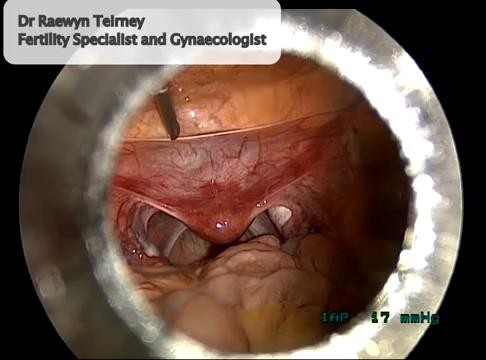 Dr Raewyn Teirney
Fertility Specialist and Gynaecologist
IAP 17 mmHg